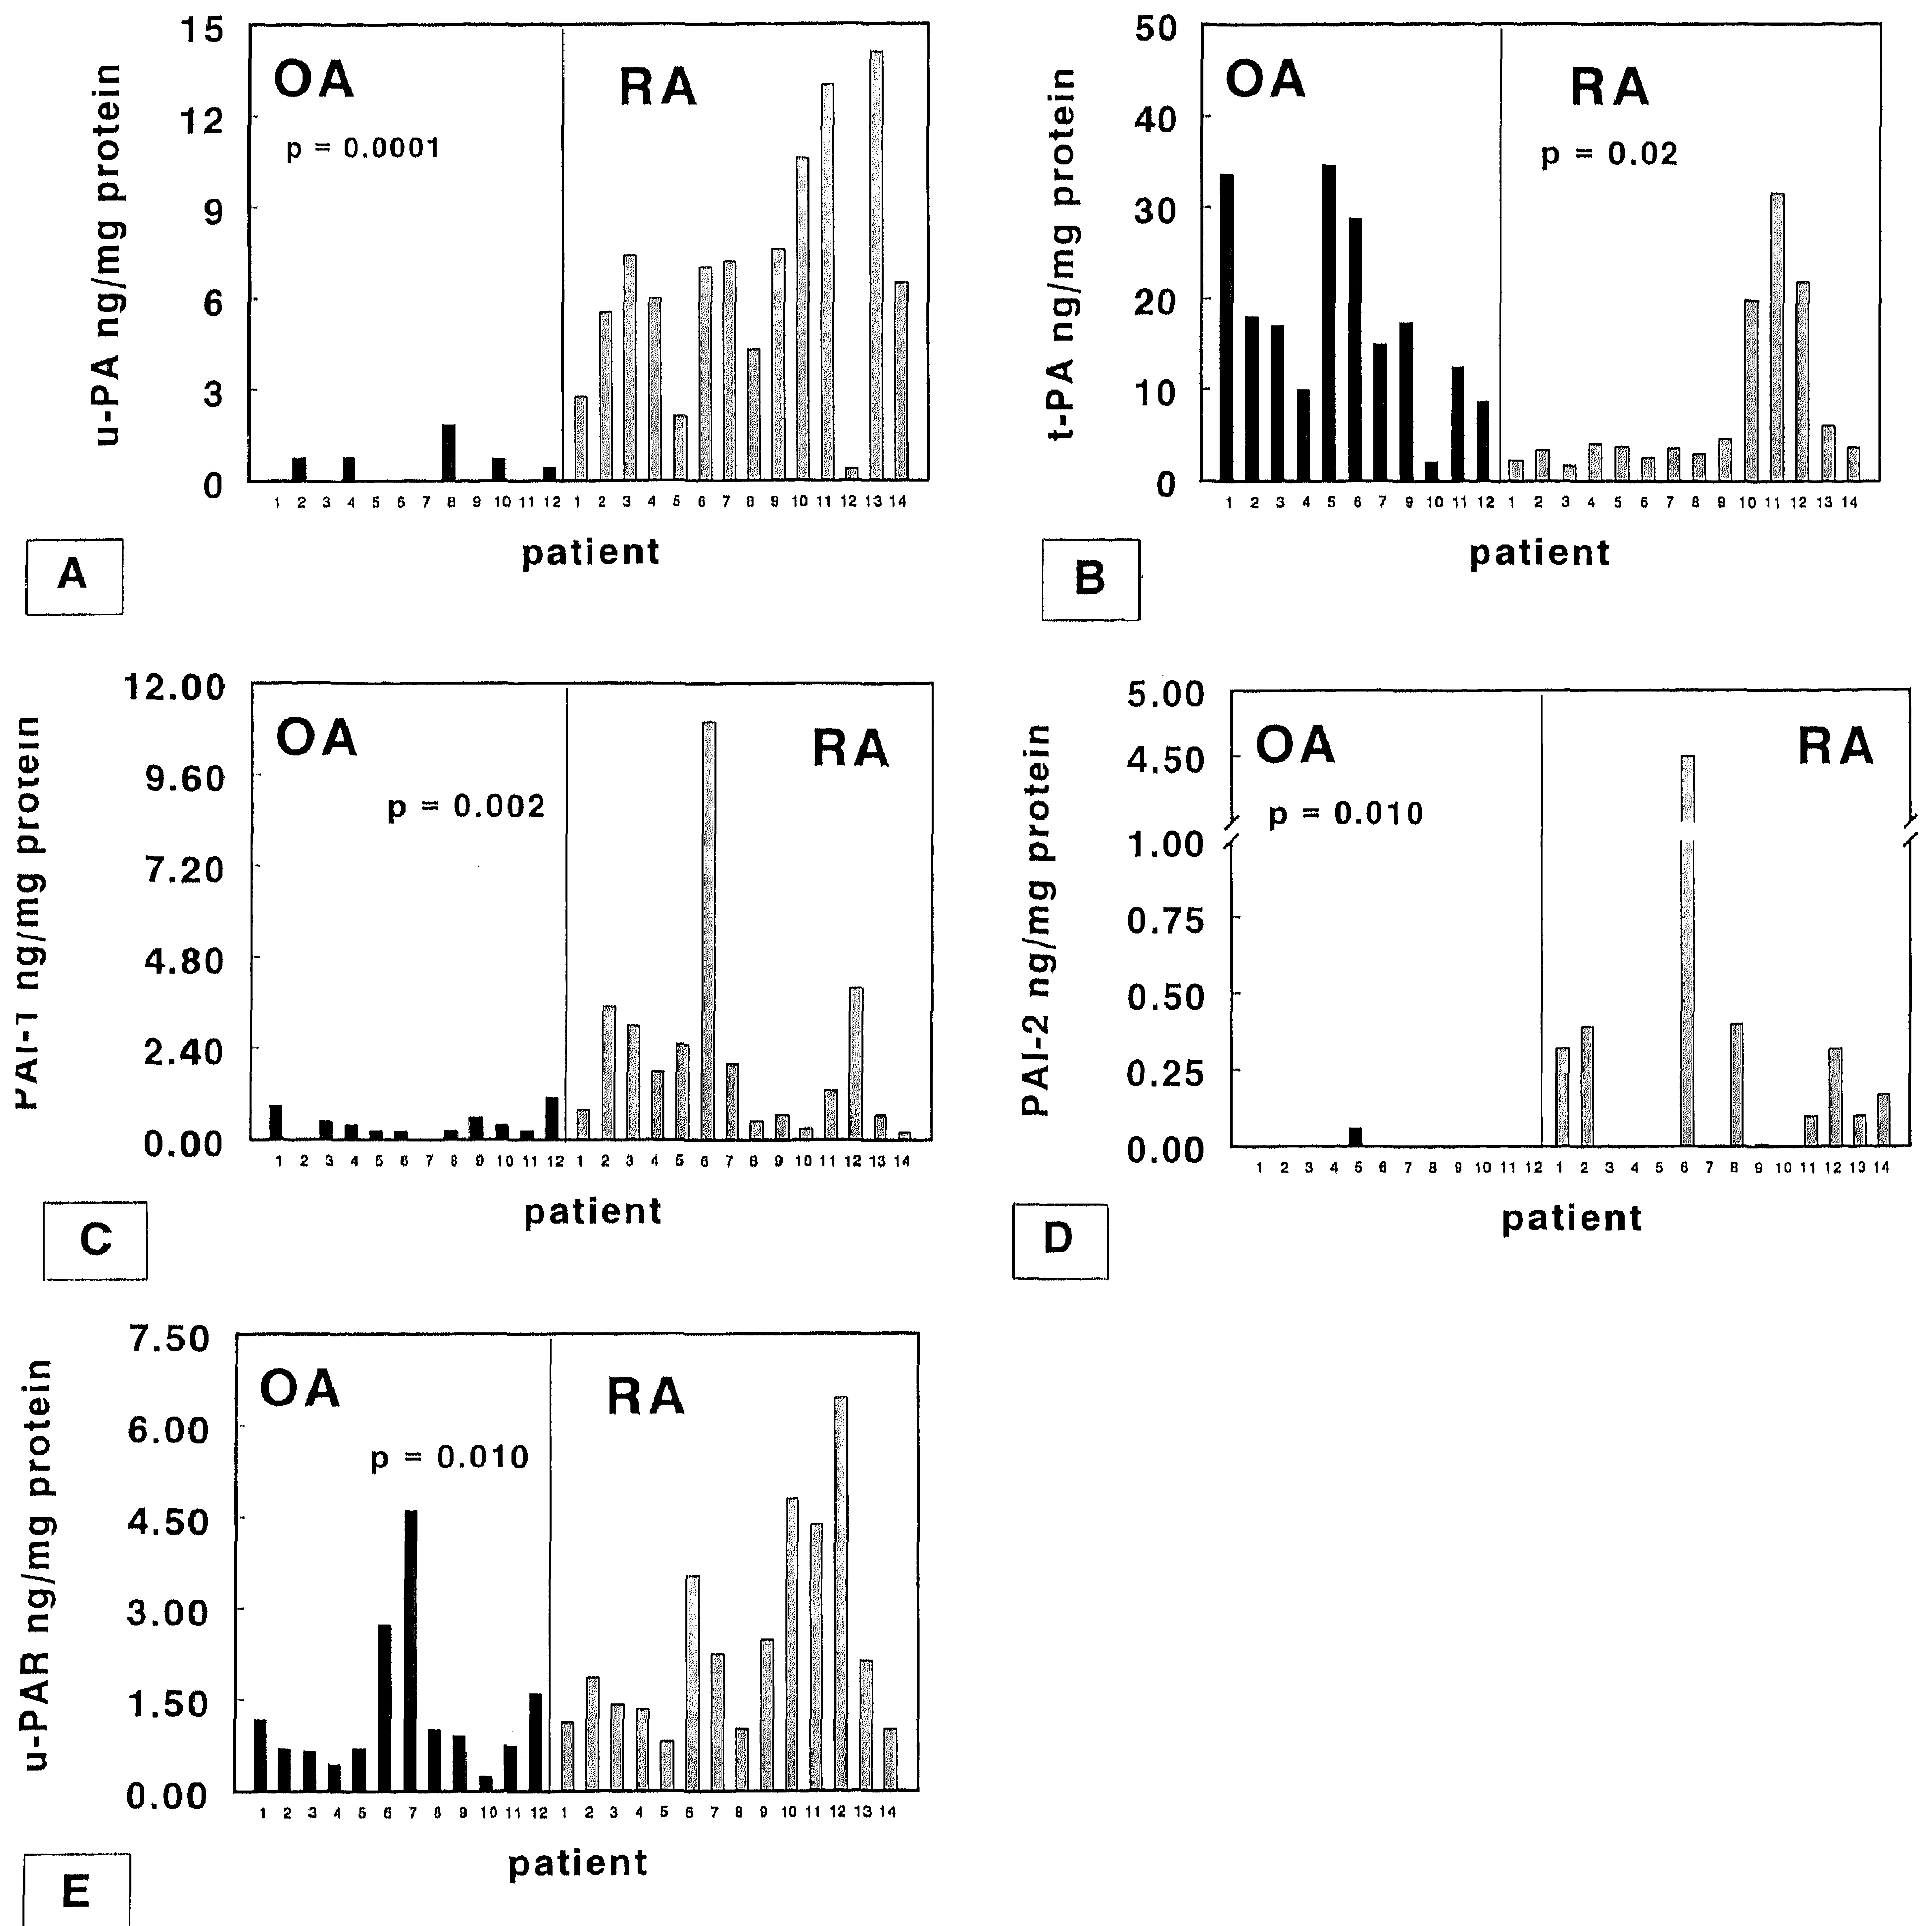 15
12
9
6
3
0
u-PA ng/mg protein
OA
RA
p = 0.0001
1 2 3 4 5 6 7 8 9 10 11 12 1 2 3 4 5 6 7 8 9 10 11 12 13 14
patient
A
50
40
30
20
10
0
t-PA ng/mg protein
OA
RA
p = 0.02
1 2 3 4 5 6 7 9 10 11 12 1 2 3 4 5 6 7 8 9 10 11 12 13 14
patient
B
12.00
9.60
7.20
4.80
2.40
0.00
PAI-1 ng/mg protein
OA
RA
p = 0.002
1 2 3 4 5 6 7 8 9 10 11 12 1 2 3 4 5 6 7 8 9 10 11 12 13 14
patient
C
5.00
4.50
1.00
0.75
0.50
0.25
0.00
PAI-2 ng/mg protein
OA
RA
p = 0.010
1 2 3 4 5 6 7 8 9 10 11 12 1 2 3 4 5 6 7 8 9 10 11 12 13 14
patient
D
7.50
6.00
4.50
3.00
1.50
0.00
u-PAR ng/mg protein
OA
RA
p = 0.010
1 2 3 4 5 6 7 8 9 10 11 12 1 2 3 4 5 6 7 8 9 10 11 12 13 14
patient
E